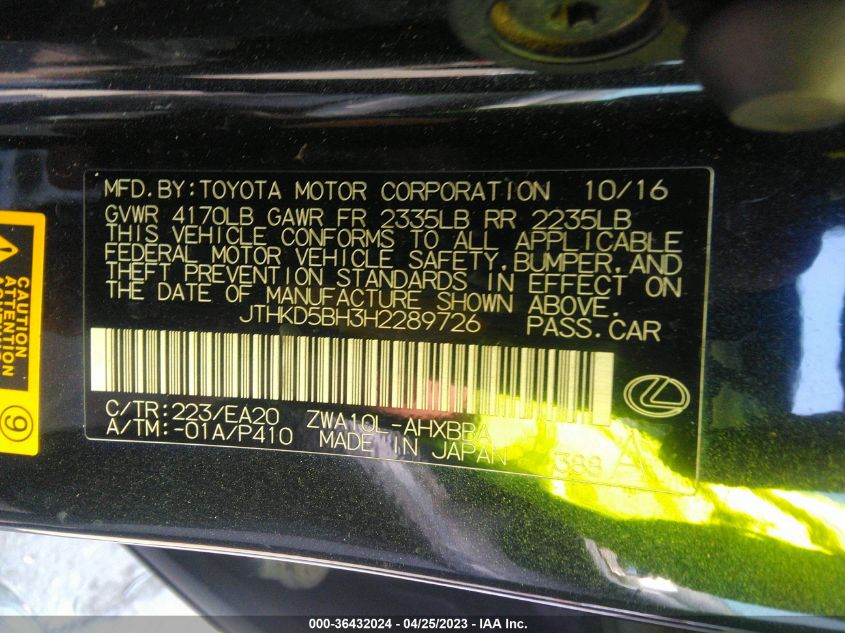 MFD. BY: TOYOTA MOTOR CORPORATION 10/16
GVWR 4170LB GAWR FR 2335LB RR 2235LB
THIS VEHICLE CONFORMS TO ALL APPLICABLE
FEDERAL MOTOR VEHICLE SAFETY, BUMPER, AND
THEFT PREVENTION STANDARDS IN EFFECT ON
THE DATE OF MANUFACTURE SHOWN ABOVE.
JTHKD5BH3H2289726 PASS. CAR
C/TR: 223/EA20 ZWA10L-AHXBBA
A/TM: -01A/P410 MADE IN JAPAN 388 A
CAUTION
ATTENTION
9
000-36432024 / 04/25/2023 - IAA Inc.